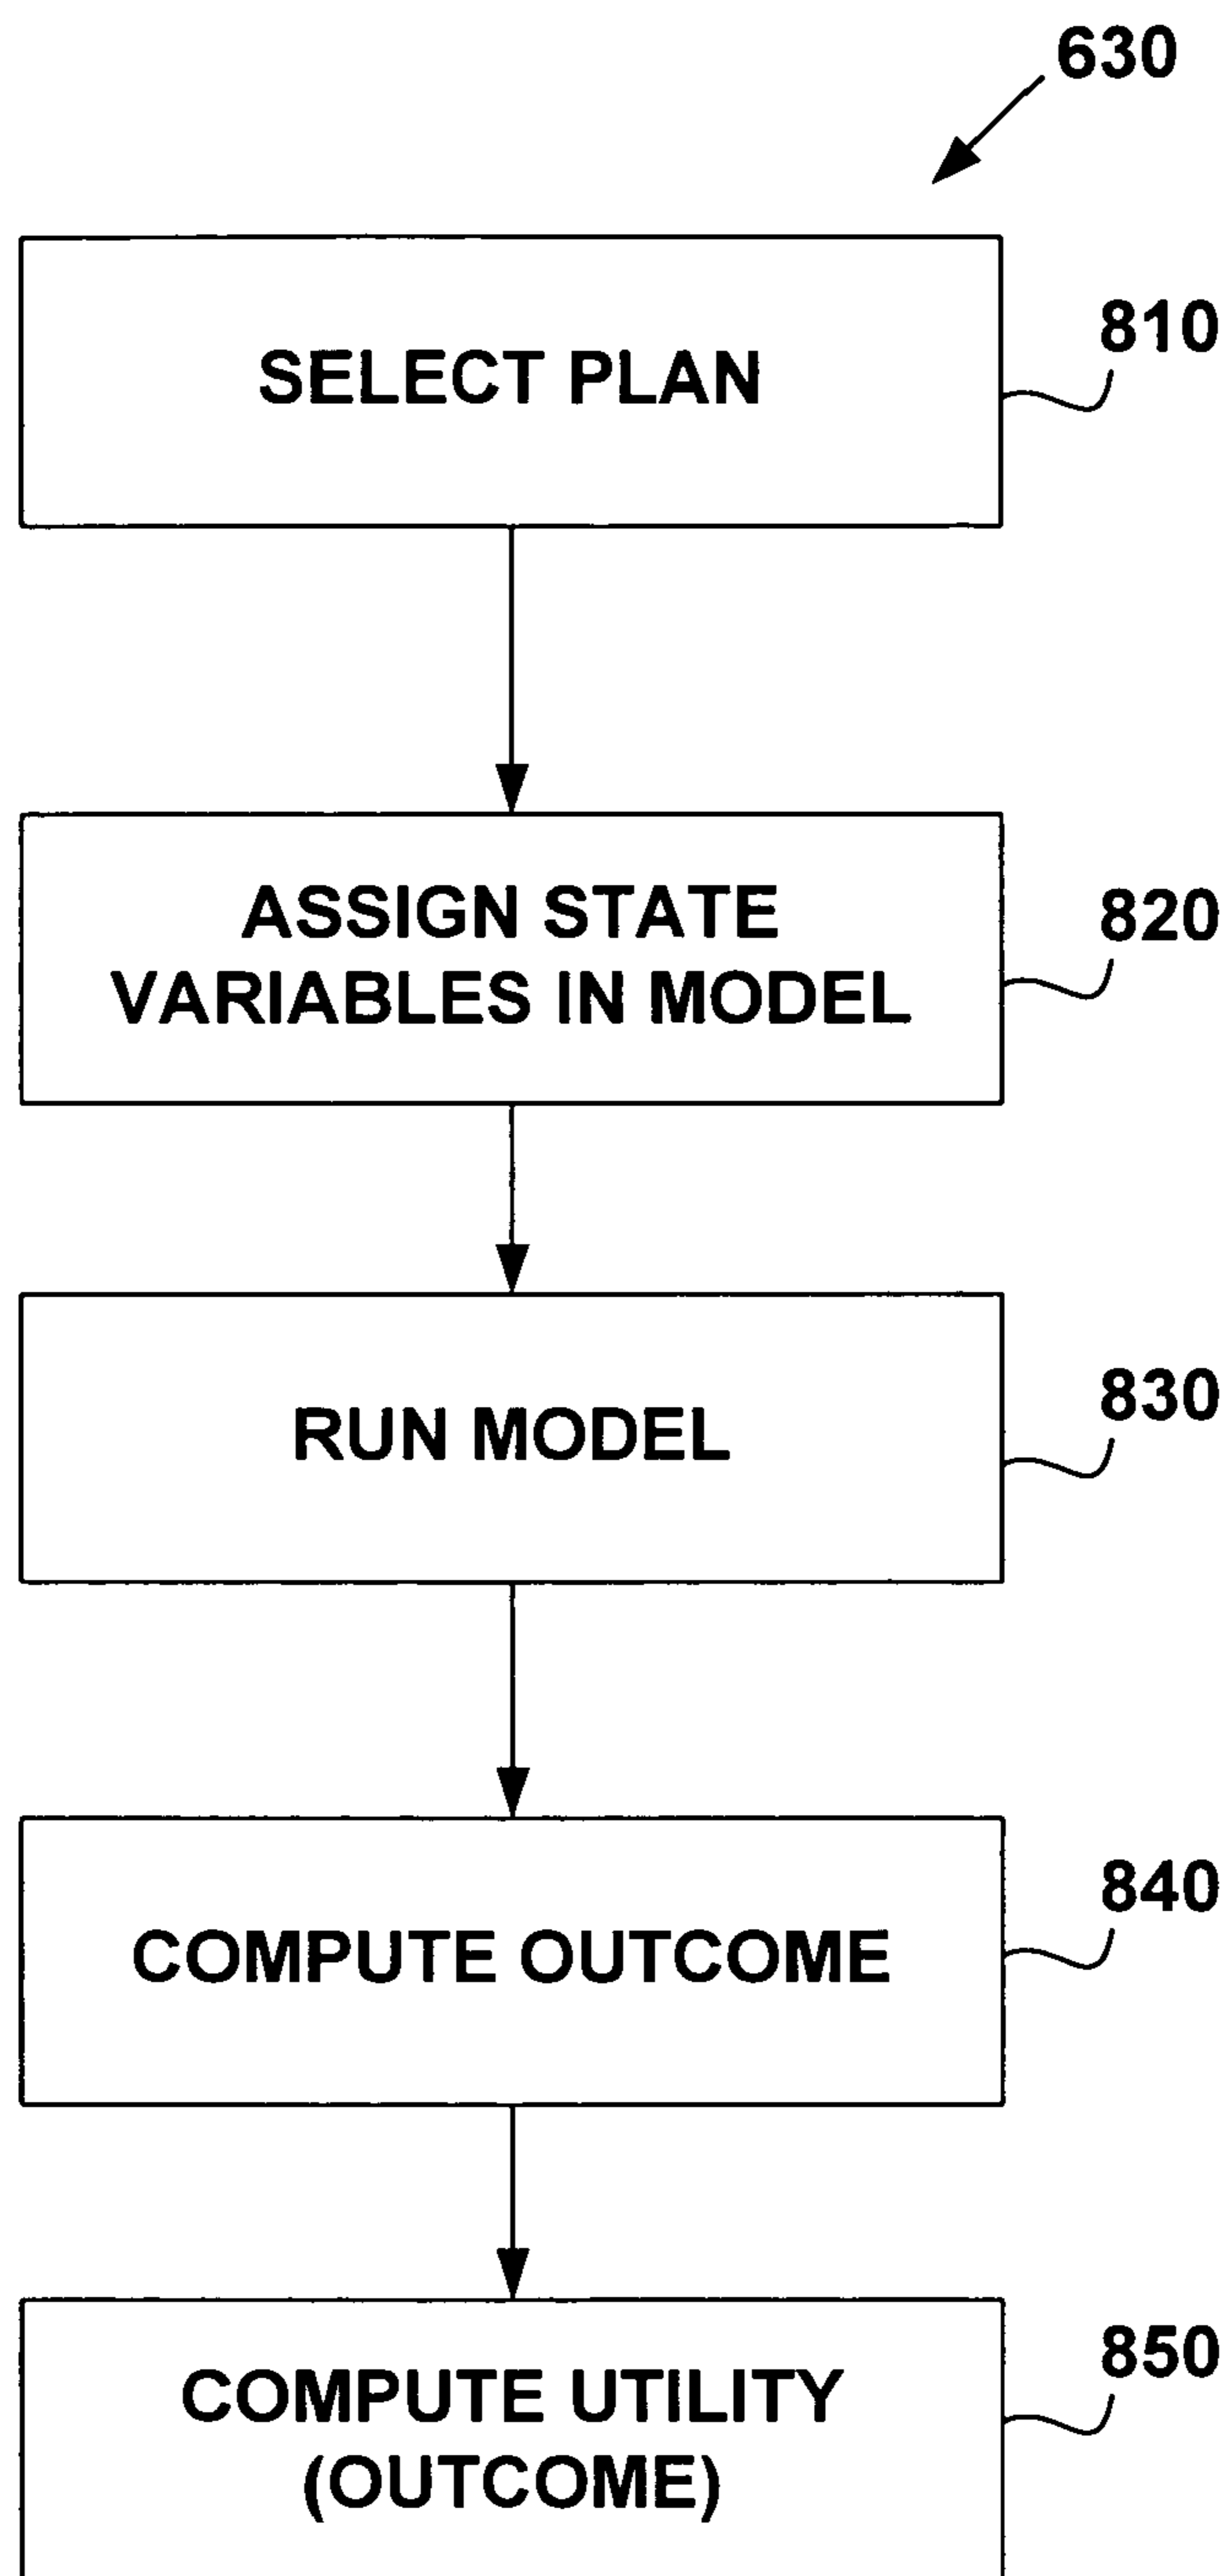 630
SELECT PLAN
810
ASSIGN STATE
VARIABLES IN MODEL
820
RUN MODEL
830
COMPUTE OUTCOME
840
COMPUTE UTILITY
(OUTCOME)
850